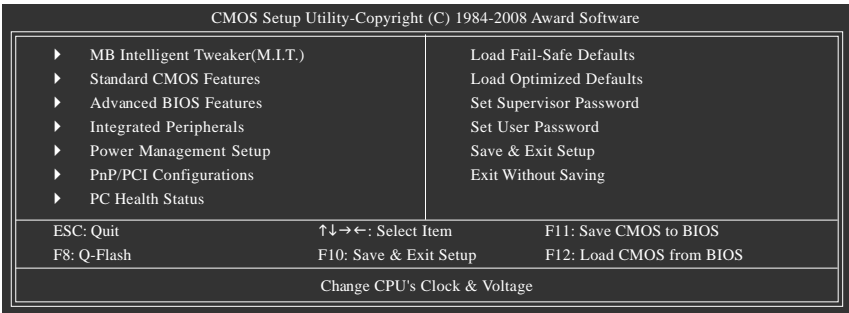 CMOS Setup Utility-Copyright (C) 1984-2008 Award Software
MB Intelligent Tweaker(M.I.T.)
Standard CMOS Features
Advanced BIOS Features
Integrated Peripherals
Power Management Setup
PnP/PCI Configurations
PC Health Status
Load Fail-Safe Defaults
Load Optimized Defaults
Set Supervisor Password
Set User Password
Save & Exit Setup
Exit Without Saving
ESC: Quit
↑↓→←: Select Item
F11: Save CMOS to BIOS
F8: Q-Flash
F10: Save & Exit Setup
F12: Load CMOS from BIOS
Change CPU's Clock & Voltage